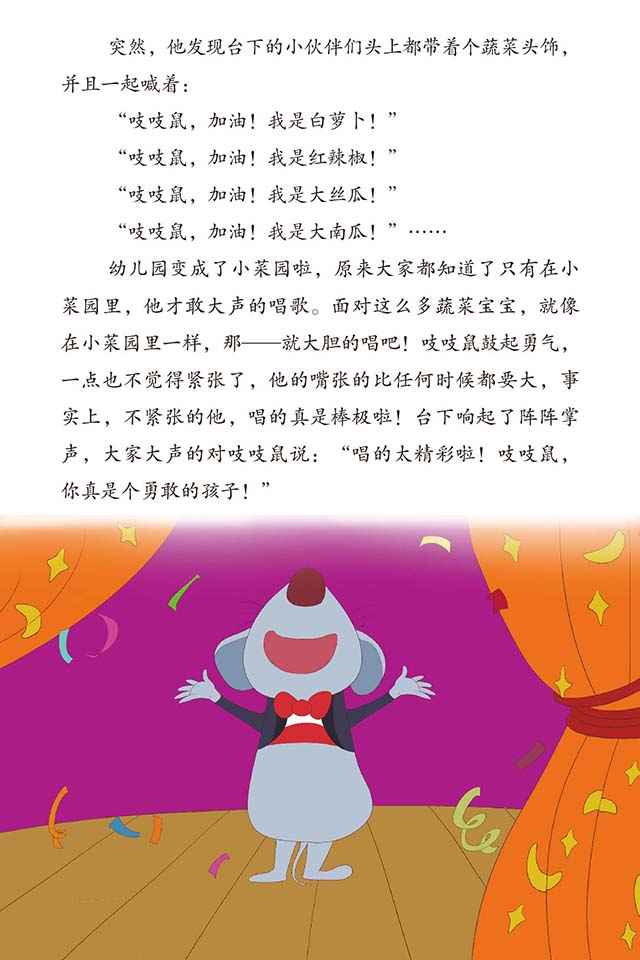 突然，他发现台下的小伙伴们头上都带着个蔬菜头饰，
并且一起喊着：
“吱吱鼠，加油！我是白萝卜！”
“吱吱鼠，加油！我是红辣椒！”
“吱吱鼠，加油！我是大丝瓜！”
“吱吱鼠，加油！我是大南瓜！”……
幼儿园变成了小菜园啦，原来大家都知道了只有在小
菜园里，他才敢大声的唱歌。面对这么多蔬菜宝宝，就像
在小菜园里一样，那——就大胆的唱吧！吱吱鼠鼓起勇气，
一点也不觉得紧张了，他的嘴张的比任何时候都要大，事
实上，不紧张的他，唱的真是棒极啦！台下响起了阵阵掌
声，大家大声的对吱吱鼠说：“唱的太精彩啦！吱吱鼠，
你真是个勇敢的孩子！”